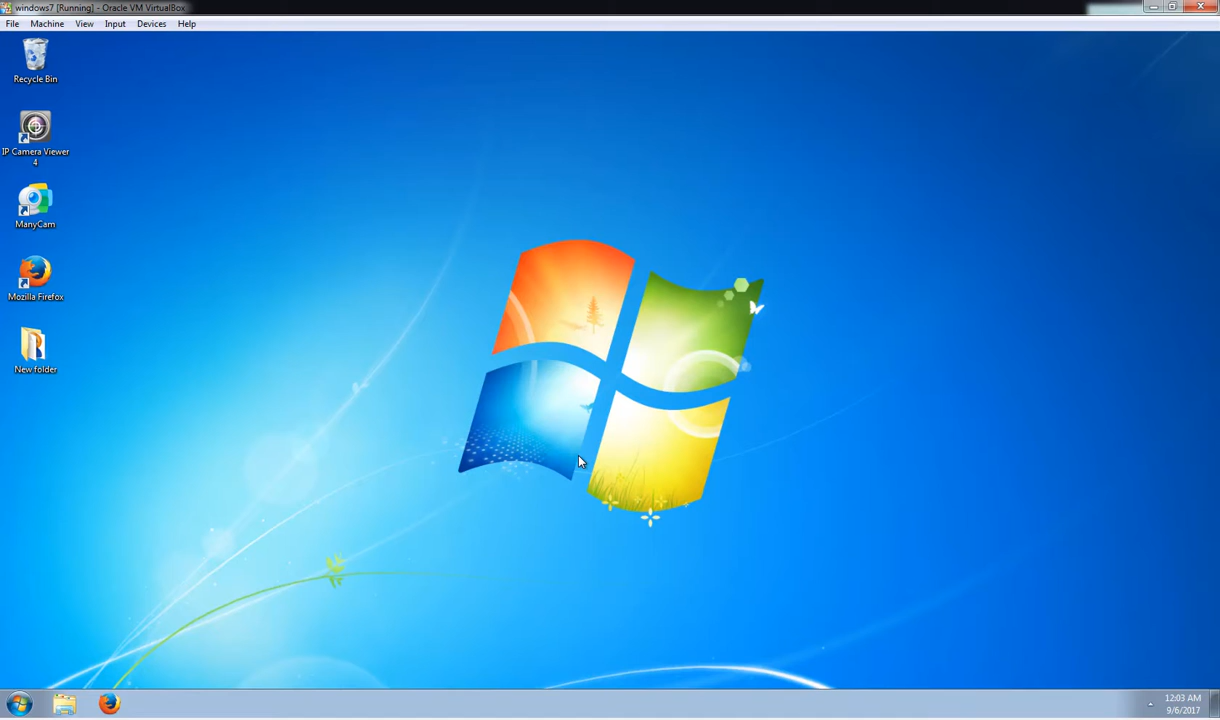 windows7 [Running] - Oracle VM VirtualBox
File Machine View Input Devices Help
Recycle Bin
IP Camera Viewer
4
ManyCam
Mozilla Firefox
New folder
12:03 AM
9/6/2017